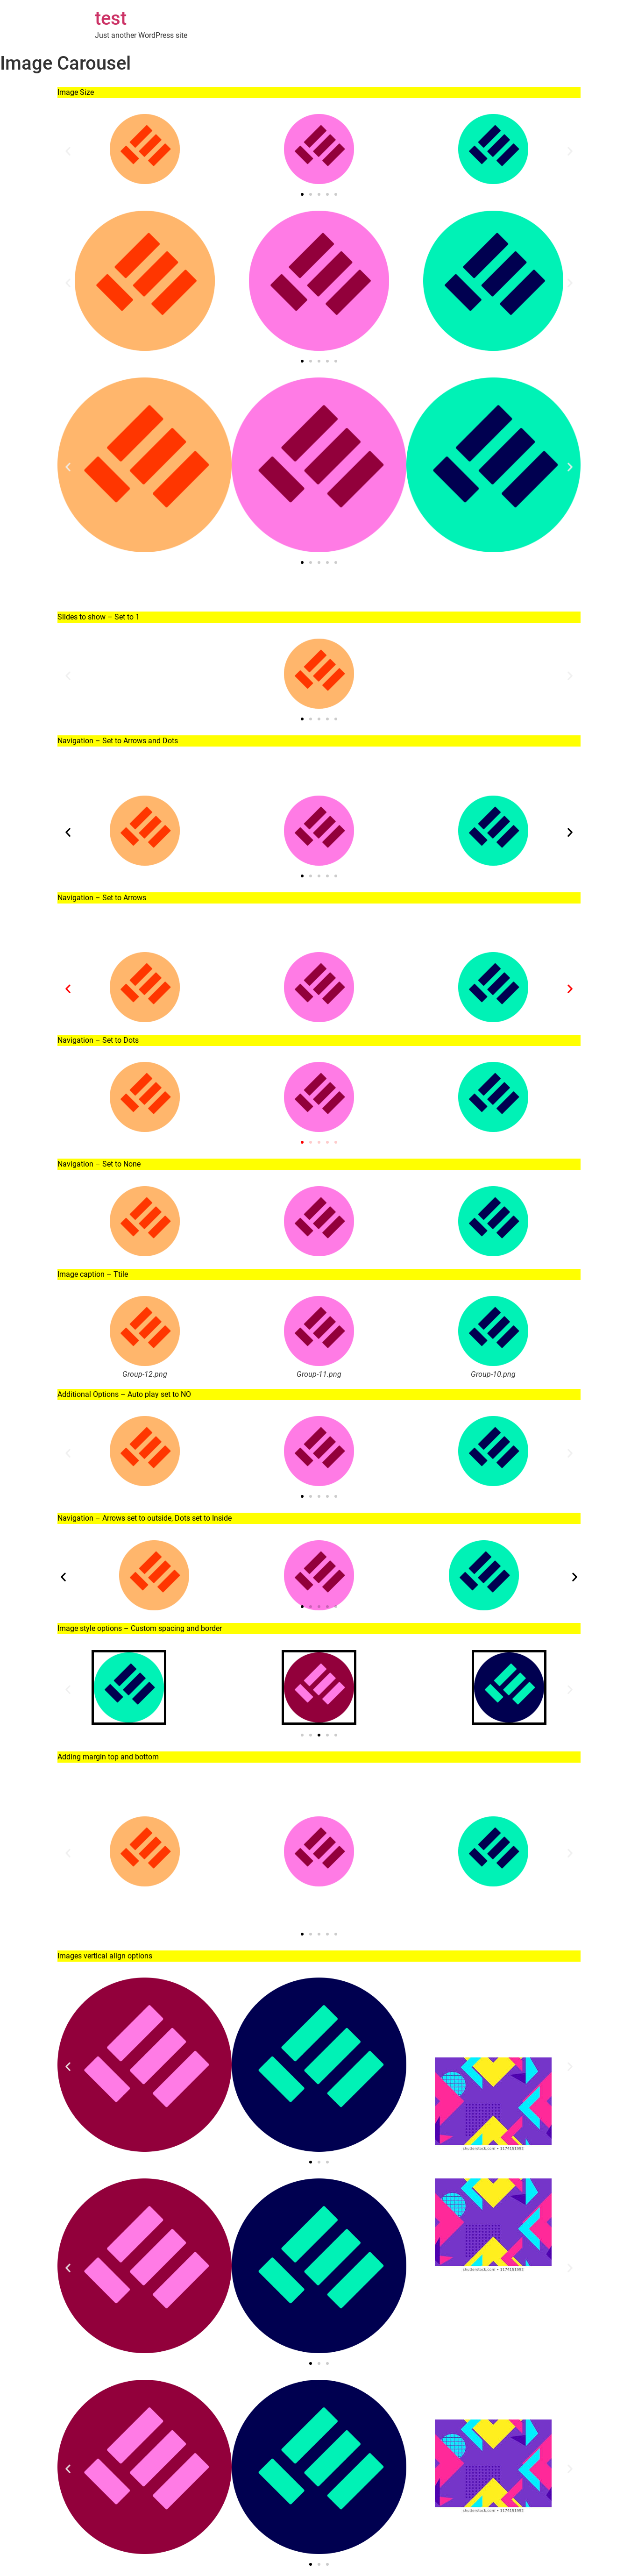 test
Just another WordPress site
Image Carousel
Image Size
Slides to show – Set to 1
Navigation – Set to Arrows and Dots
Navigation – Set to Arrows
Navigation – Set to Dots
Navigation – Set to None
Image caption – Ttile
Group-12.png
Group-11.png
Group-10.png
Additional Options – Auto play set to NO
Navigation – Arrows set to outside, Dots set to Inside
Image style options – Custom spacing and border
Adding margin top and bottom
Images vertical align options
shutterstock.com • 1174151992
shutterstock.com • 1174151992
shutterstock.com • 1174151992